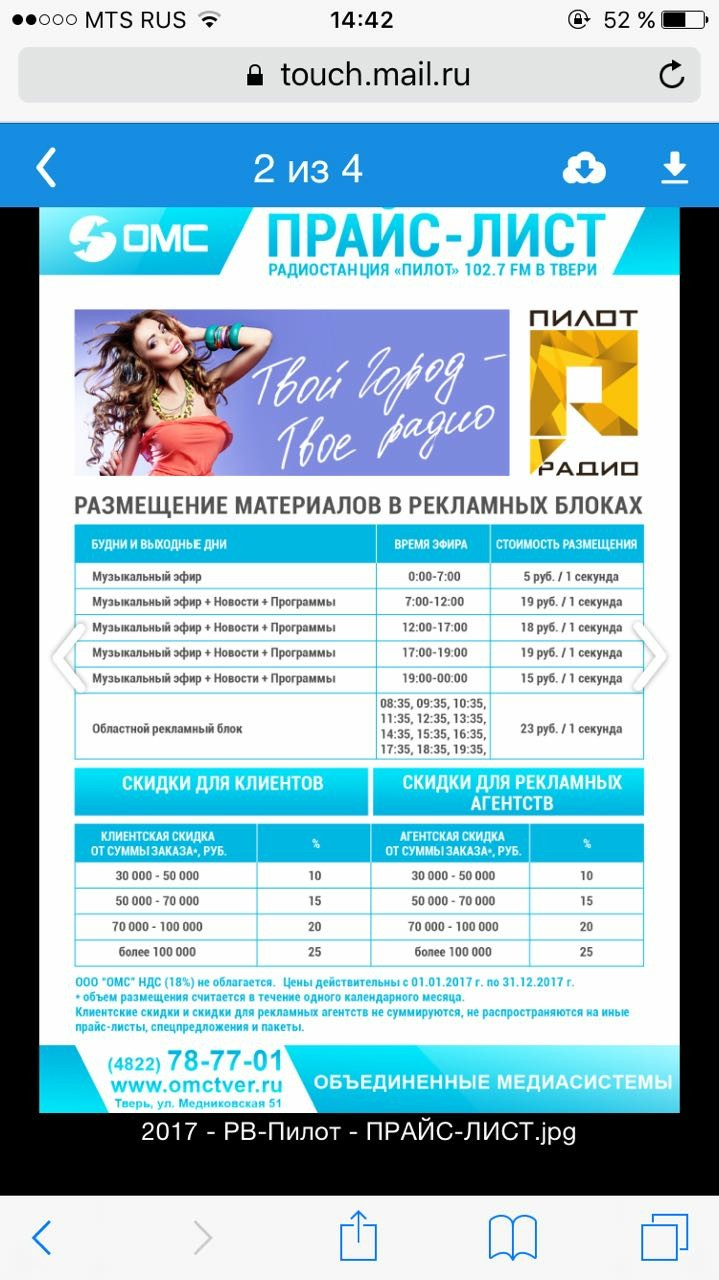 MTS RUS 14:42 52 %
touch.mail.ru
2 из 4
ОМС
ПРАЙС-ЛИСТ
РАДИОСТАНЦИЯ «ПИЛОТ» 102.7 FM В ТВЕРИ
Твой Город -
Твое радио
ПИЛОТ
РАДИО
РАЗМЕЩЕНИЕ МАТЕРИАЛОВ В РЕКЛАМНЫХ БЛОКАХ
БУДНИ И ВЫХОДНЫЕ ДНИ ВРЕМЯ ЭФИРА СТОИМОСТЬ РАЗМЕЩЕНИЯ
Музыкальный эфир 0:00-7:00 5 руб. / 1 секунда
Музыкальный эфир + Новости + Программы 7:00-12:00 19 руб. / 1 секунда
Музыкальный эфир + Новости + Программы 12:00-17:00 18 руб. / 1 секунда
Музыкальный эфир + Новости + Программы 17:00-19:00 19 руб. / 1 секунда
Музыкальный эфир + Новости + Программы 19:00-00:00 15 руб. / 1 секунда
08:35, 09:35, 10:35,
11:35, 12:35, 13:35,
Областной рекламный блок 23 руб. / 1 секунда
14:35, 15:35, 16:35,
17:35, 18:35, 19:35,
СКИДКИ ДЛЯ КЛИЕНТОВ
СКИДКИ ДЛЯ РЕКЛАМНЫХ
АГЕНТСТВ
КЛИЕНТСКАЯ СКИДКА
ОТ СУММЫ ЗАКАЗА*, РУБ. %
АГЕНТСКАЯ СКИДКА
ОТ СУММЫ ЗАКАЗА*, РУБ. %
30 000 - 50 000 10 30 000 - 50 000 10
50 000 - 70 000 15 50 000 - 70 000 15
70 000 - 100 000 20 70 000 - 100 000 20
более 100 000 25 более 100 000 25
ООО "ОМС" НДС (18%) не облагается. Цены действительны с 01.01.2017 г. по 31.12.2017 г.
* объем размещения считается в течение одного календарного месяца.
Клиентские скидки и скидки для рекламных агентств не суммируются, не распространяются на иные
прайс-листы, спецпредложения и пакеты.
(4822) 78-77-01
www.omctver.ru
Тверь, ул. Медниковская 51
ОБЪЕДИНЕННЫЕ МЕДИАСИСТЕМЫ
2017 - РВ-Пилот - ПРАЙС-ЛИСТ.jpg